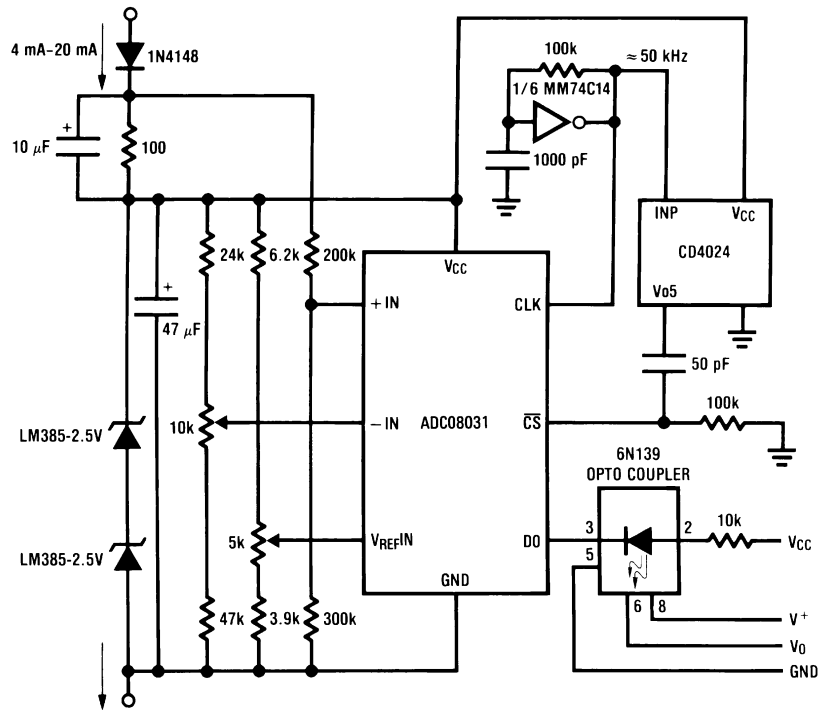 4 mA–20 mA
1N4148
100k
≈ 50 kHz
1/6 MM74C14
+
10 μF
100
1000 pF
INP
VCC
CD4024
Vo5
24k
6.2k
200k
VCC
+ IN
CLK
+
47 μF
50 pF
LM385-2.5V
10k
– IN
ADC08031
CS
100k
6N139
OPTO COUPLER
LM385-2.5V
5k
VREFIN
DO
3
2
10k
VCC
5
GND
47k
3.9k
300k
6
8
V+
VO
GND